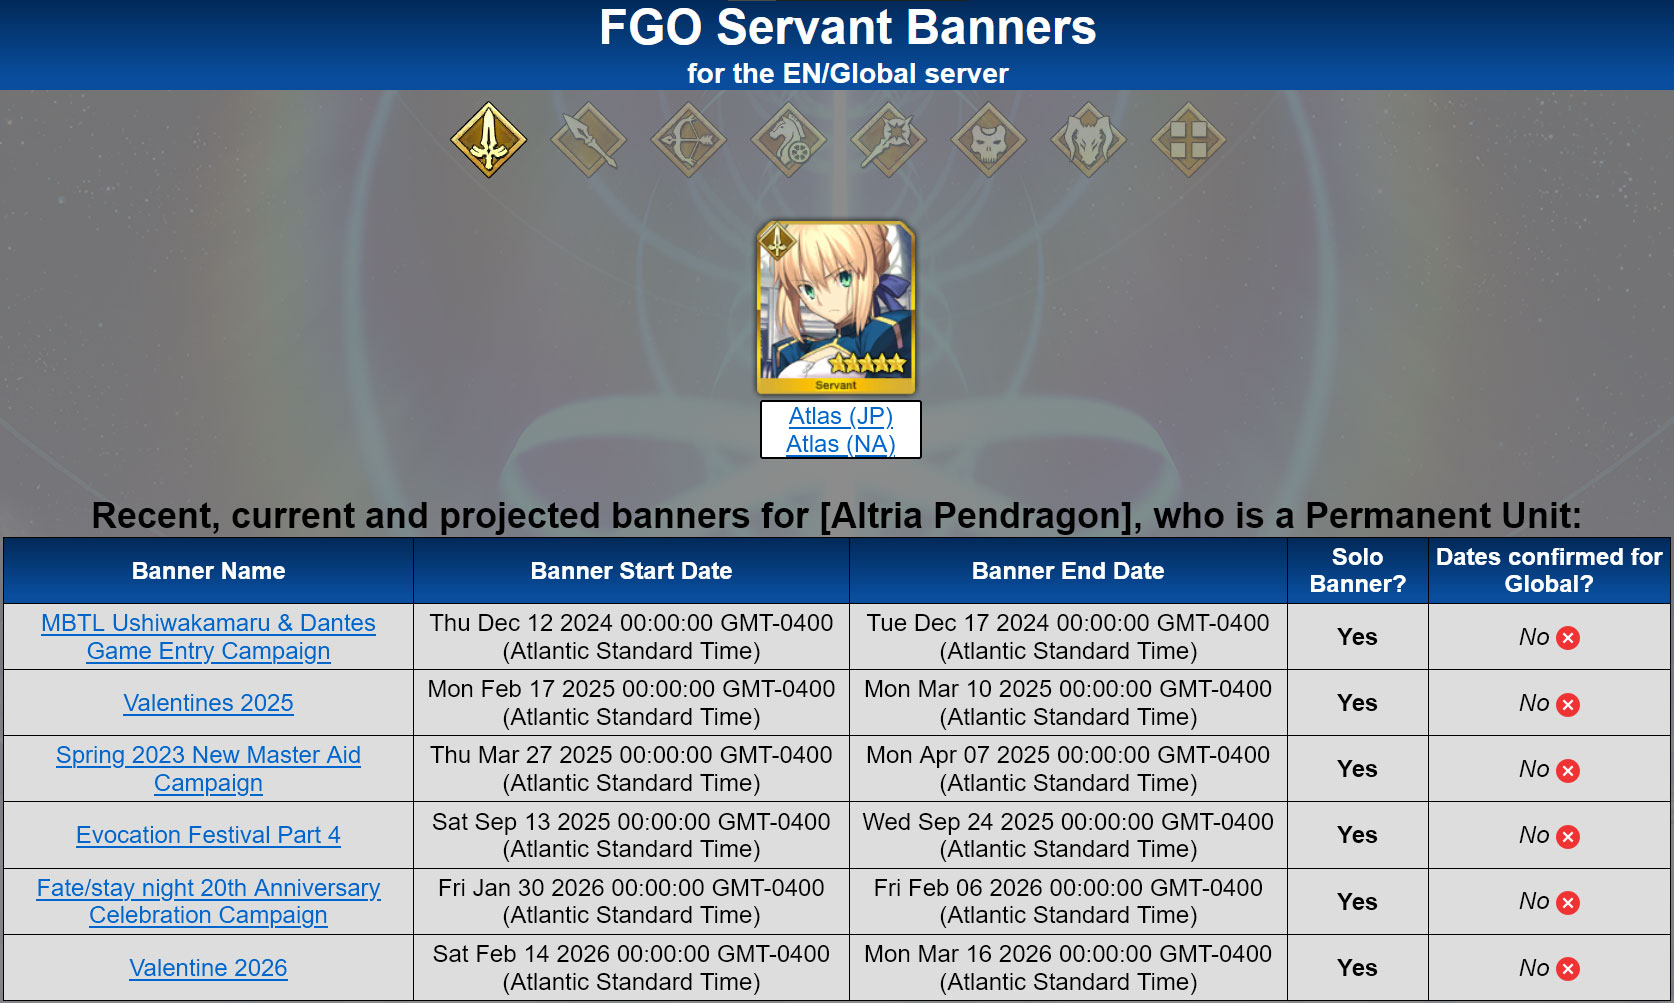 FGO Servant Banners
for the EN/Global server
Servant
Atlas (JP)
Atlas (NA)
Recent, current and projected banners for [Altria Pendragon], who is a Permanent Unit:
Banner Name
Banner Start Date
Banner End Date
Solo
Banner?
Dates confirmed for
Global?
MBTL Ushiwakamaru & Dantes
Game Entry Campaign
Thu Dec 12 2024 00:00:00 GMT-0400
(Atlantic Standard Time)
Tue Dec 17 2024 00:00:00 GMT-0400
(Atlantic Standard Time)
Yes
No
Valentines 2025
Mon Feb 17 2025 00:00:00 GMT-0400
(Atlantic Standard Time)
Mon Mar 10 2025 00:00:00 GMT-0400
(Atlantic Standard Time)
Yes
No
Spring 2023 New Master Aid
Campaign
Thu Mar 27 2025 00:00:00 GMT-0400
(Atlantic Standard Time)
Mon Apr 07 2025 00:00:00 GMT-0400
(Atlantic Standard Time)
Yes
No
Evocation Festival Part 4
Sat Sep 13 2025 00:00:00 GMT-0400
(Atlantic Standard Time)
Wed Sep 24 2025 00:00:00 GMT-0400
(Atlantic Standard Time)
Yes
No
Fate/stay night 20th Anniversary
Celebration Campaign
Fri Jan 30 2026 00:00:00 GMT-0400
(Atlantic Standard Time)
Fri Feb 06 2026 00:00:00 GMT-0400
(Atlantic Standard Time)
Yes
No
Valentine 2026
Sat Feb 14 2026 00:00:00 GMT-0400
(Atlantic Standard Time)
Mon Mar 16 2026 00:00:00 GMT-0400
(Atlantic Standard Time)
Yes
No